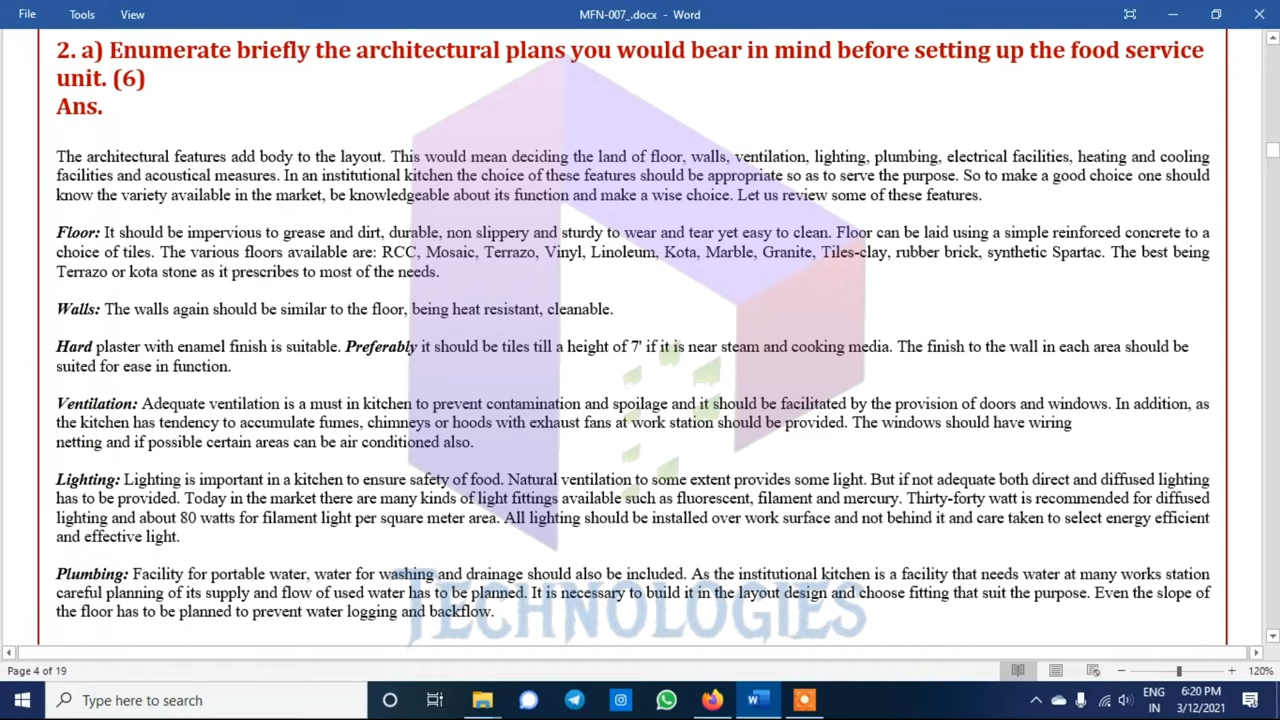 File
Tools
View
MFN-007_.docx - Word
2. a) Enumerate briefly the architectural plans you would bear in mind before setting up the food service
unit. (6)
Ans.
The architectural features add body to the layout. This would mean deciding the land of floor, walls, ventilation, lighting, plumbing, electrical facilities, heating and cooling
facilities and acoustical measures. In an institutional kitchen the choice of these features should be appropriate so as to serve the purpose. So to make a good choice one should
know the variety available in the market, be knowledgeable about its function and make a wise choice. Let us review some of these features.
Floor: It should be impervious to grease and dirt, durable, non slippery and sturdy to wear and tear yet easy to clean. Floor can be laid using a simple reinforced concrete to a
choice of tiles. The various floors available are: RCC, Mosaic, Terrazo, Vinyl, Linoleum, Kota, Marble, Granite, Tiles-clay, rubber brick, synthetic Spartac. The best being
Terrazo or kota stone as it prescribes to most of the needs.
Walls: The walls again should be similar to the floor, being heat resistant, cleanable.
Hard plaster with enamel finish is suitable. Preferably it should be tiles till a height of 7' if it is near steam and cooking media. The finish to the wall in each area should be
suited for ease in function.
Ventilation: Adequate ventilation is a must in kitchen to prevent contamination and spoilage and it should be facilitated by the provision of doors and windows. In addition, as
the kitchen has tendency to accumulate fumes, chimneys or hoods with exhaust fans at work station should be provided. The windows should have wiring
netting and if possible certain areas can be air conditioned also.
Lighting: Lighting is important in a kitchen to ensure safety of food. Natural ventilation to some extent provides some light. But if not adequate both direct and diffused lighting
has to be provided. Today in the market there are many kinds of light fittings available such as fluorescent, filament and mercury. Thirty-forty watt is recommended for diffused
lighting and about 80 watts for filament light per square meter area. All lighting should be installed over work surface and not behind it and care taken to select energy efficient
and effective light.
Plumbing: Facility for portable water, water for washing and drainage should also be included. As the institutional kitchen is a facility that needs water at many works station
careful planning of its supply and flow of used water has to be planned. It is necessary to build it in the layout design and choose fitting that suit the purpose. Even the slope of
the floor has to be planned to prevent water logging and backflow.
TECHNOLOGIES
Page 4 of 19
120%
Type here to search
ENG
IN
6:20 PM
3/12/2021